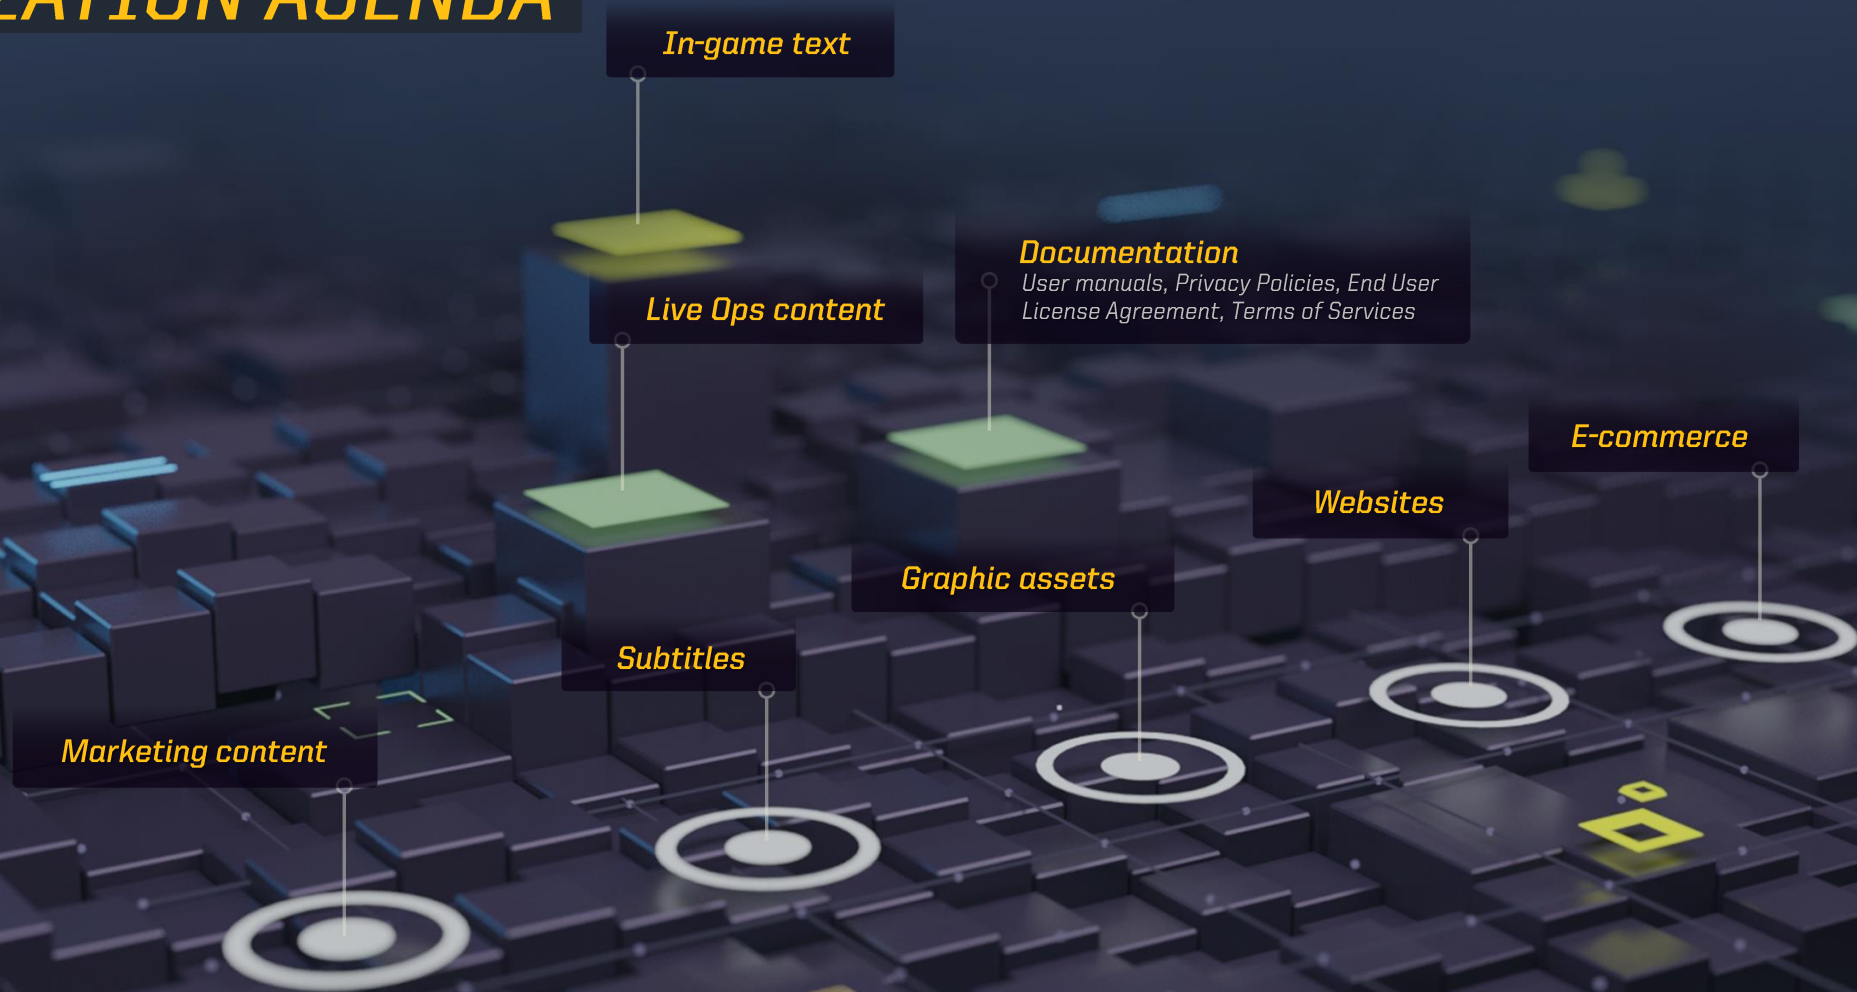 AGENDA
In-game text
Documentation
User manuals, Privacy Policies, End User
License Agreement, Terms of Services
Live Ops content
E-commerce
Websites
Graphic assets
Subtitles
Marketing content